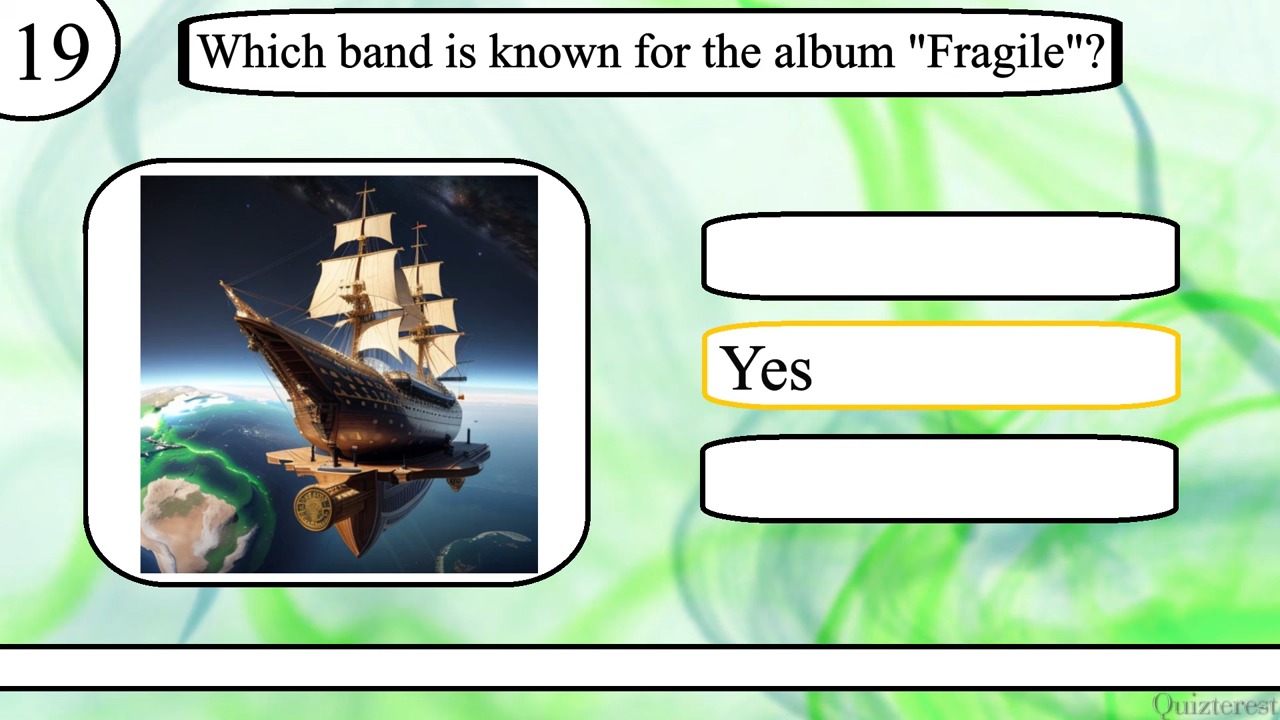 19
Which band is known for the album "Fragile"?
Yes
Quizterest